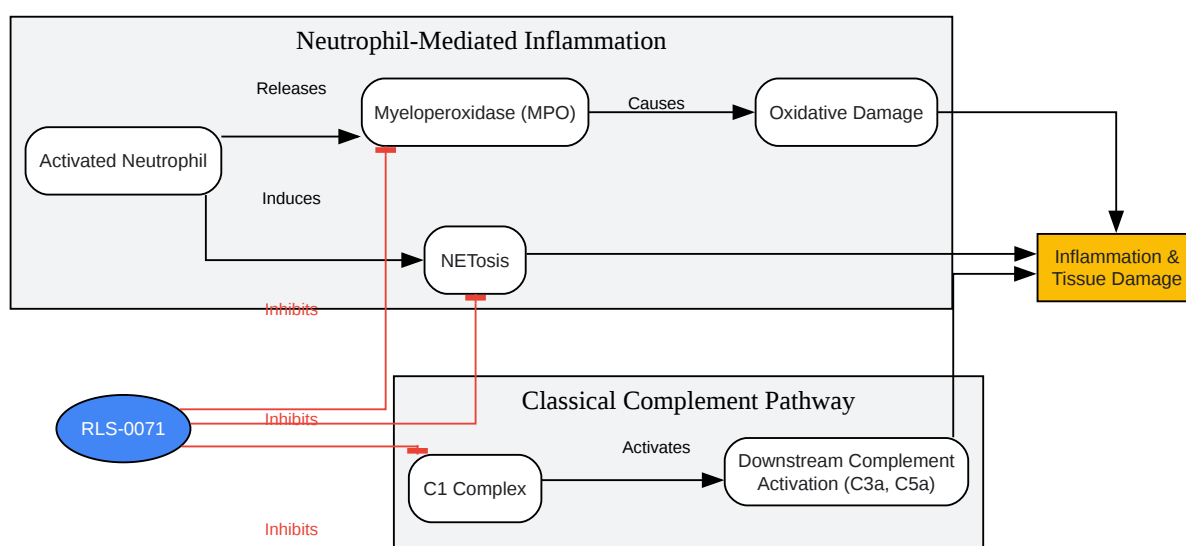 Neutrophil-Mediated Inflammation
Releases
Myeloperoxidase (MPO)
Causes
Oxidative Damage
Activated Neutrophil
Induces
NETosis
Inflammation &
Tissue Damage
Inhibits
Classical Complement Pathway
RLS-0071
Inhibits
Activates
Downstream Complement
Activation (C3a, C5a)
C1 Complex
Inhibits